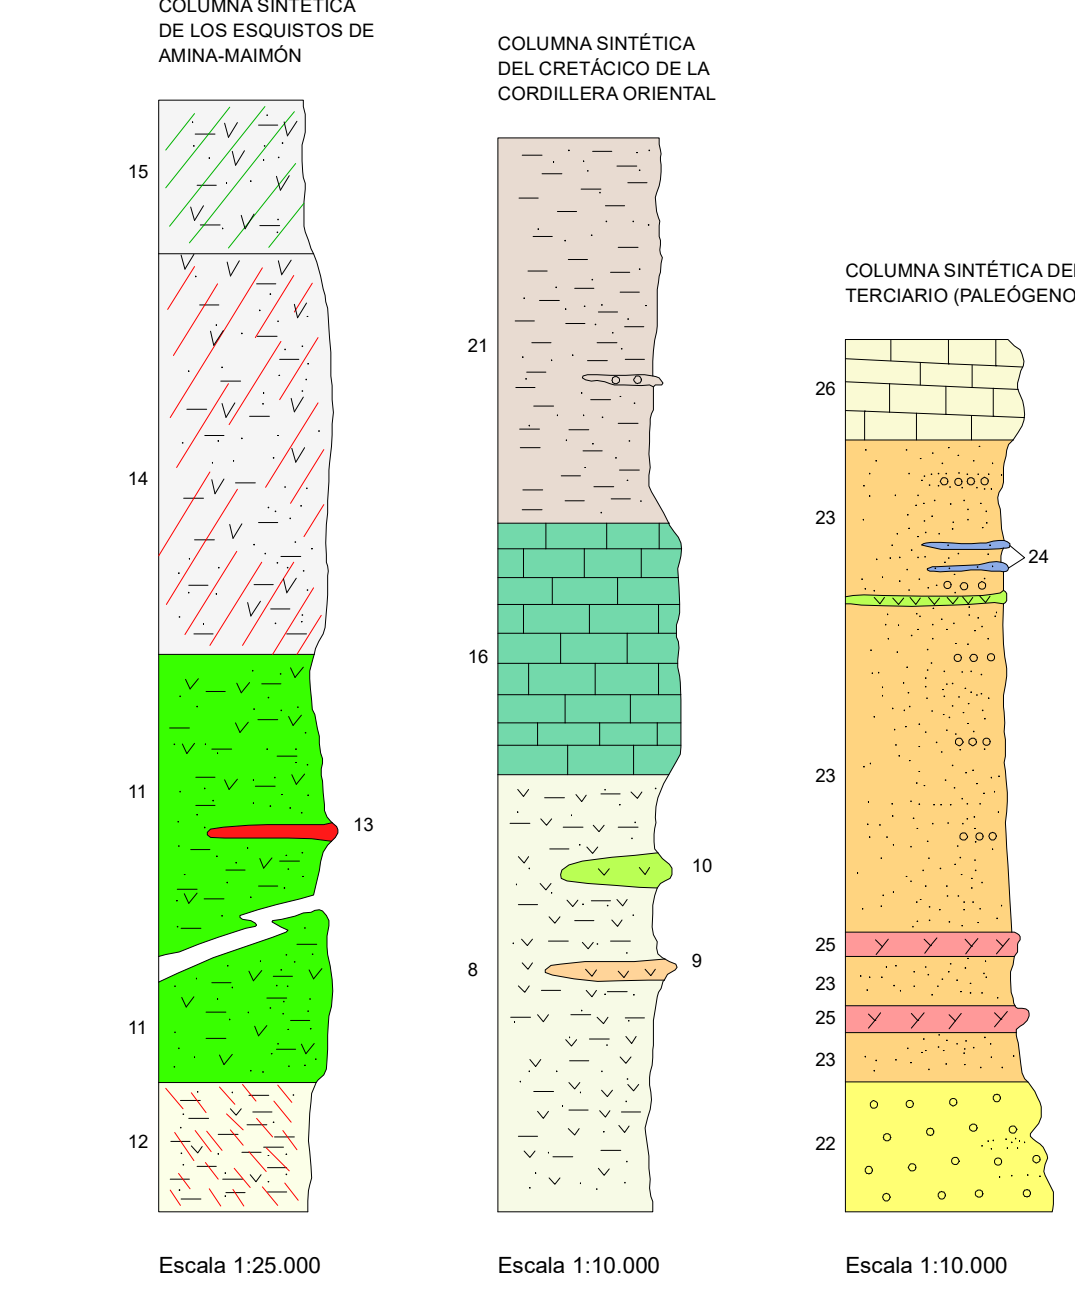 COLUMNA SINTÉTICA
DE LOS ESQUISTOS DE
AMINA-MAIMÓN
15
14
11
13
11
12
Escala 1:25.000
COLUMNA SINTÉTICA
DEL CRETÁCICO DE LA
CORDILLERA ORIENTAL
21
16
10
9
8
Escala 1:10.000
COLUMNA SINTÉTICA DEL
TERCIARIO (PALEÓGENO
26
23
24
23
25
23
25
23
22
Escala 1:10.000